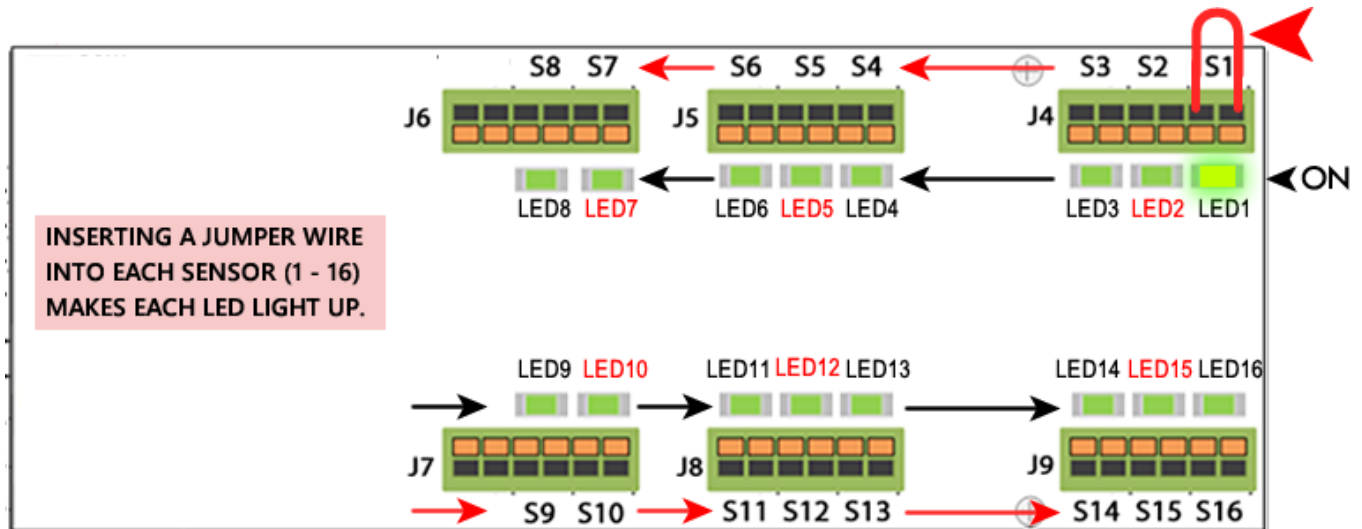 S8 S7 S6 S5 S4 S3 S2 S1
J6 J5 J4
ON
LED8 LED7 LED6 LED5 LED4 LED3 LED2 LED1
INSERTING A JUMPER WIRE
INTO EACH SENSOR (1 - 16)
MAKES EACH LED LIGHT UP.
LED9 LED10 LED11 LED12 LED13 LED14 LED15 LED16
J7 J8 J9
S9 S10 S11 S12 S13 S14 S15 S16